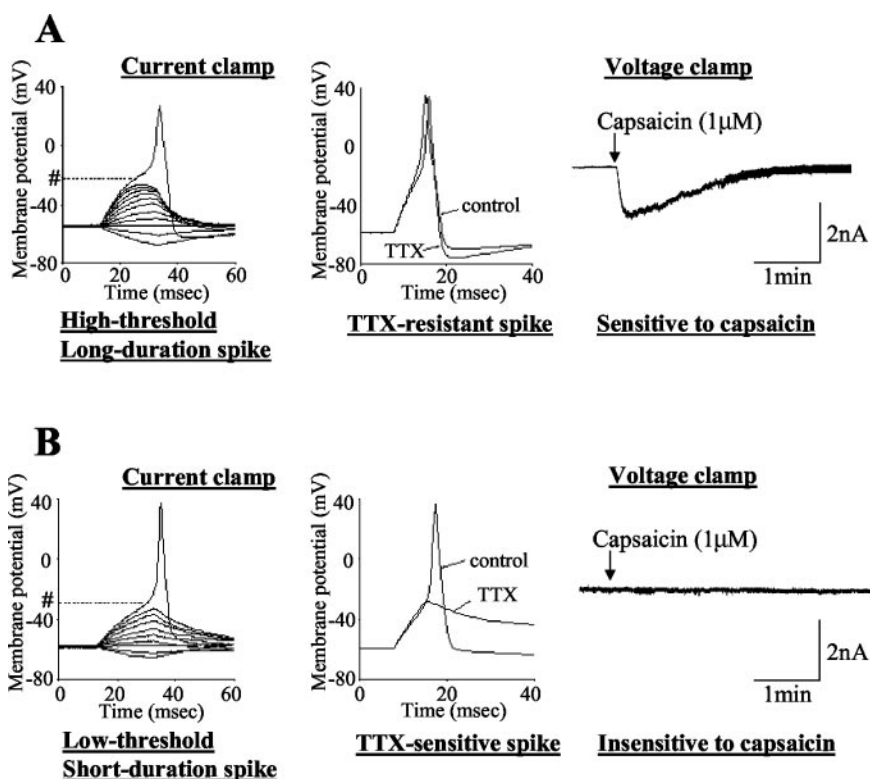 A
Current clamp
Voltage clamp
Membrane potential (mV)
40
0
#
-40
-80
0 20 40 60
Time (msec)
High-threshold
Long-duration spike
Membrane potential (mV)
40
0
-40
-80
control
TTX
0 20 40
Time (msec)
TTX-resistant spike
Capsaicin (1μM)
2nA
1min
Sensitive to capsaicin
B
Current clamp
Voltage clamp
Membrane potential (mV)
40
0
#
-40
-80
0 20 40 60
Time (msec)
Low-threshold
Short-duration spike
Membrane potential (mV)
40
0
-40
-80
control
TTX
0 20 40
Time (msec)
TTX-sensitive spike
Capsaicin (1μM)
2nA
1min
Insensitive to capsaicin